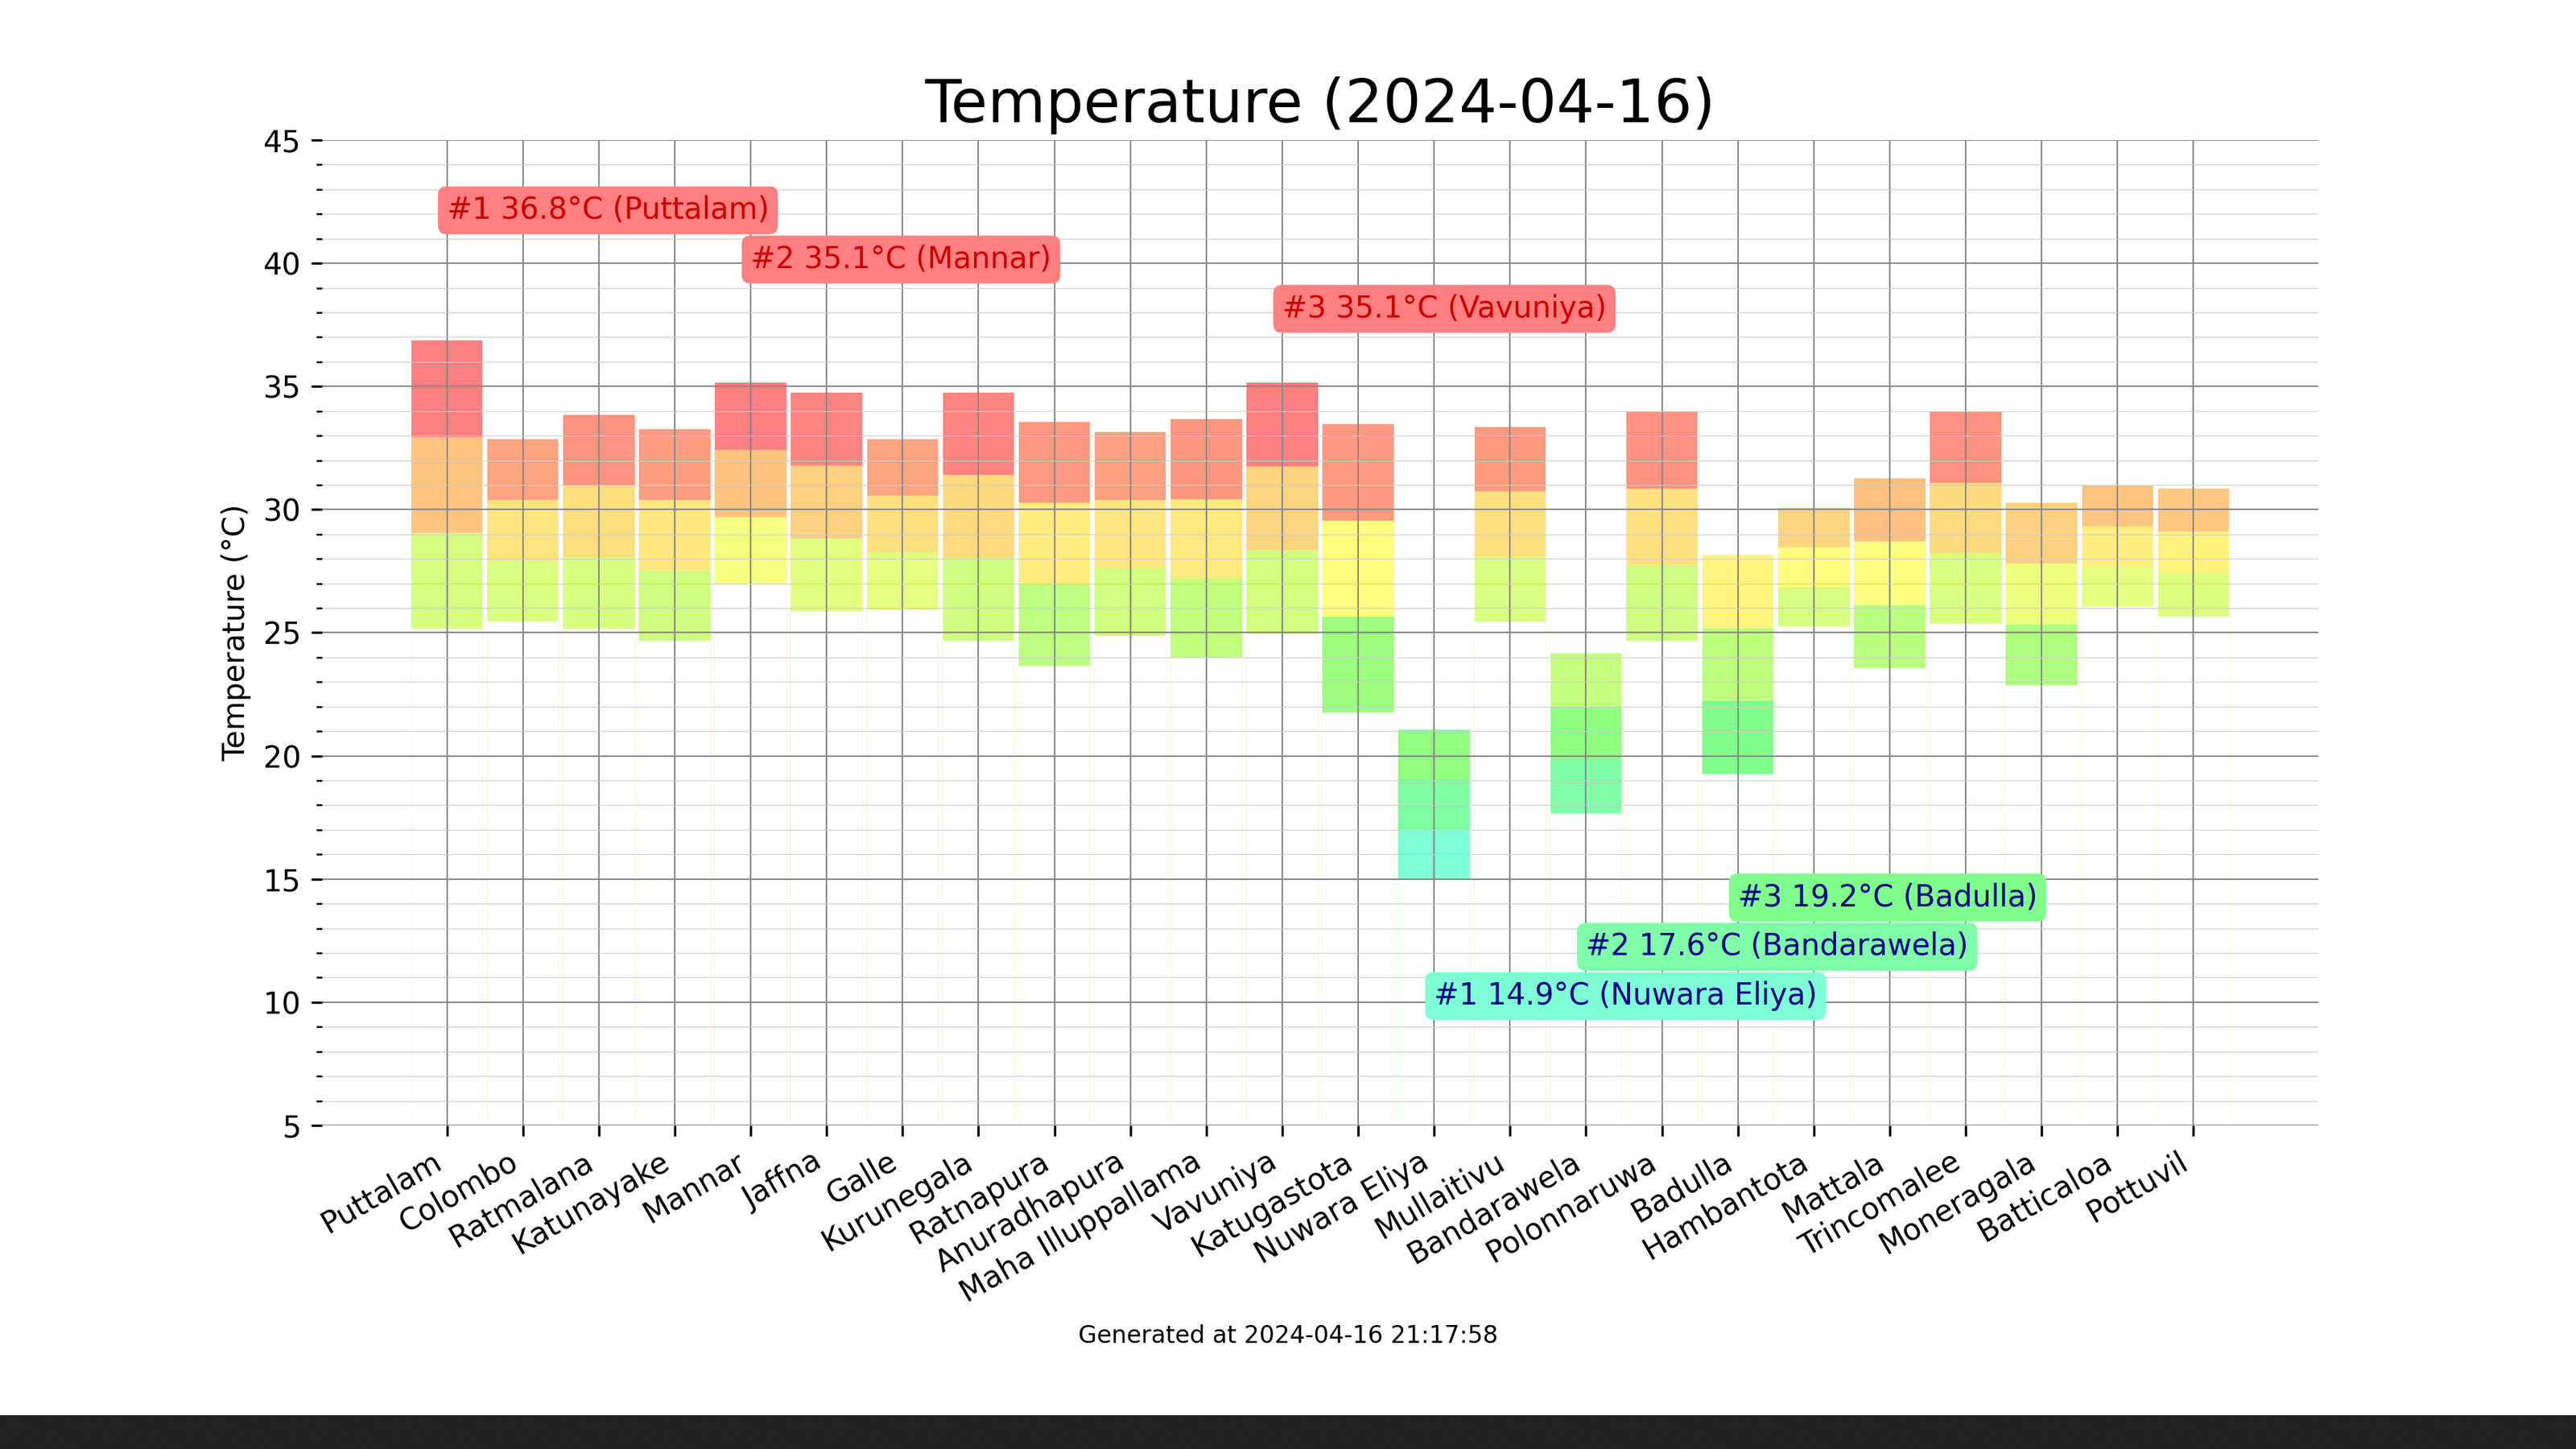 Temperature (2024-04-16)
45
40
35
30
25
20
15
10
5
Temperature (°C)
#1 36.8°C (Puttalam)
#2 35.1°C (Mannar)
#3 35.1°C (Vavuniya)
#3 19.2°C (Badulla)
#2 17.6°C (Bandarawela)
#1 14.9°C (Nuwara Eliya)
Puttalam
Colombo
Ratmalana
Katunayake
Mannar
Jaffna
Galle
Kurunegala
Ratnapura
Anuradhapura
Maha Illuppallama
Vavuniya
Katugastota
Nuwara Eliya
Mullaitivu
Bandarawela
Polonnaruwa
Badulla
Hambantota
Mattala
Trincomalee
Moneragala
Batticaloa
Pottuvil
Generated at 2024-04-16 21:17:58